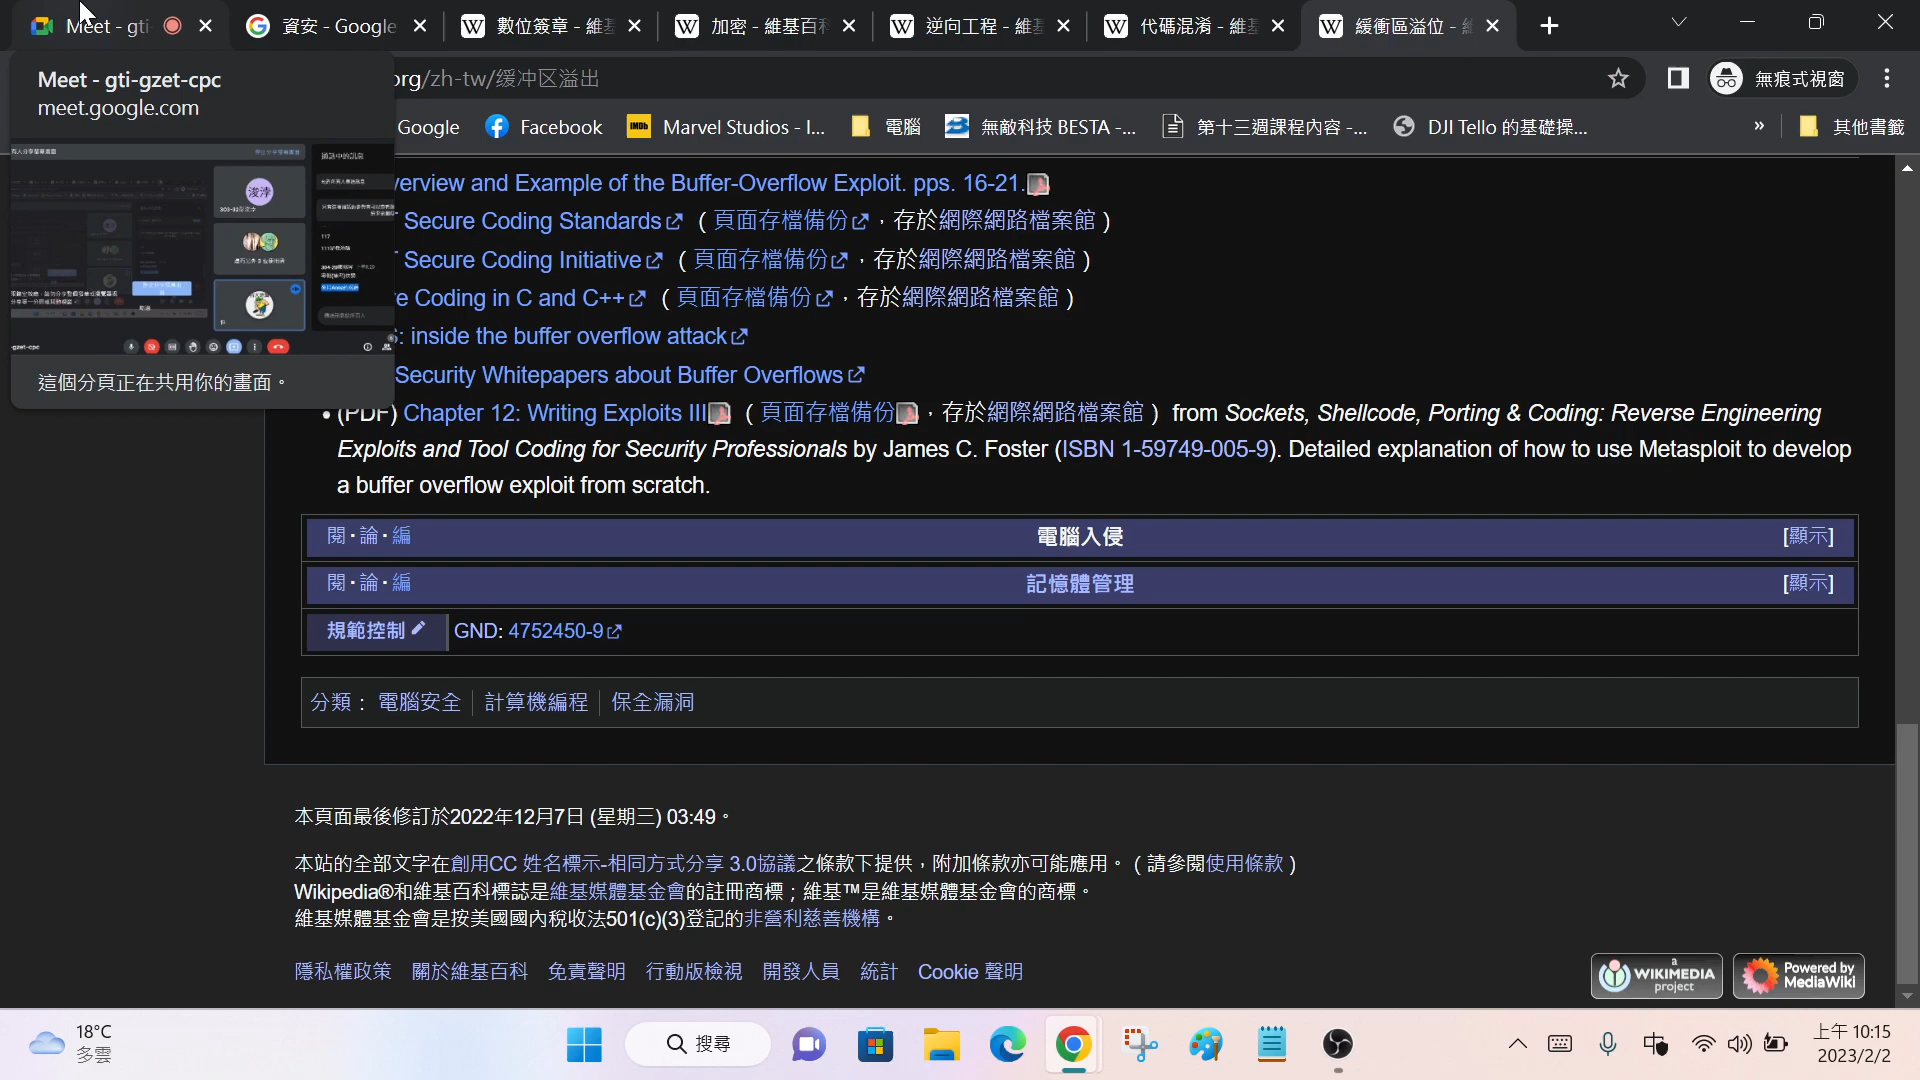 Meet - gti
資安 - Google
數位簽章 - 維基
加密 - 維基百科
逆向工程 - 維基
代碼混淆 - 維基
緩衝區溢位 - 維
Meet - gti-gzet-cpc
meet.google.com
org/zh-tw/缓冲区溢出
無痕式視窗
Google
Facebook
Marvel Studios - I...
電腦
無敵科技 BESTA -...
第十三週課程內容 -...
DJI Tello 的基礎操...
»
其他書籤
這個分頁正在共用你的畫面。
verview and Example of the Buffer-Overflow Exploit. pps. 16-21.
Secure Coding Standards (頁面存檔備份,存於網際網路檔案館)
Secure Coding Initiative (頁面存檔備份,存於網際網路檔案館)
e Coding in C and C++ (頁面存檔備份,存於網際網路檔案館)
: inside the buffer overflow attack
Security Whitepapers about Buffer Overflows
• (PDF) Chapter 12: Writing Exploits III (頁面存檔備份,存於網際網路檔案館) from Sockets, Shellcode, Porting & Coding: Reverse Engineering
Exploits and Tool Coding for Security Professionals by James C. Foster (ISBN 1-59749-005-9). Detailed explanation of how to use Metasploit to develop
a buffer overflow exploit from scratch.
閱·論·編 電腦入侵 [顯示]
閱·論·編 記憶體管理 [顯示]
規範控制 GND: 4752450-9
分類: 電腦安全 | 計算機編程 | 保全漏洞
本頁面最後修訂於2022年12月7日 (星期三) 03:49。
本站的全部文字在創用CC 姓名標示-相同方式分享 3.0協議之條款下提供,附加條款亦可能應用。(請參閱使用條款)
Wikipedia®和維基百科標誌是維基媒體基金會的註冊商標;維基™是維基媒體基金會的商標。
維基媒體基金會是按美國國內稅收法501(c)(3)登記的非營利慈善機構。
隱私權政策 關於維基百科 免責聲明 行動版檢視 開發人員 統計 Cookie 聲明
a WIKIMEDIA project
Powered by MediaWiki
18°C
多雲
搜尋
中
上午 10:15
2023/2/2